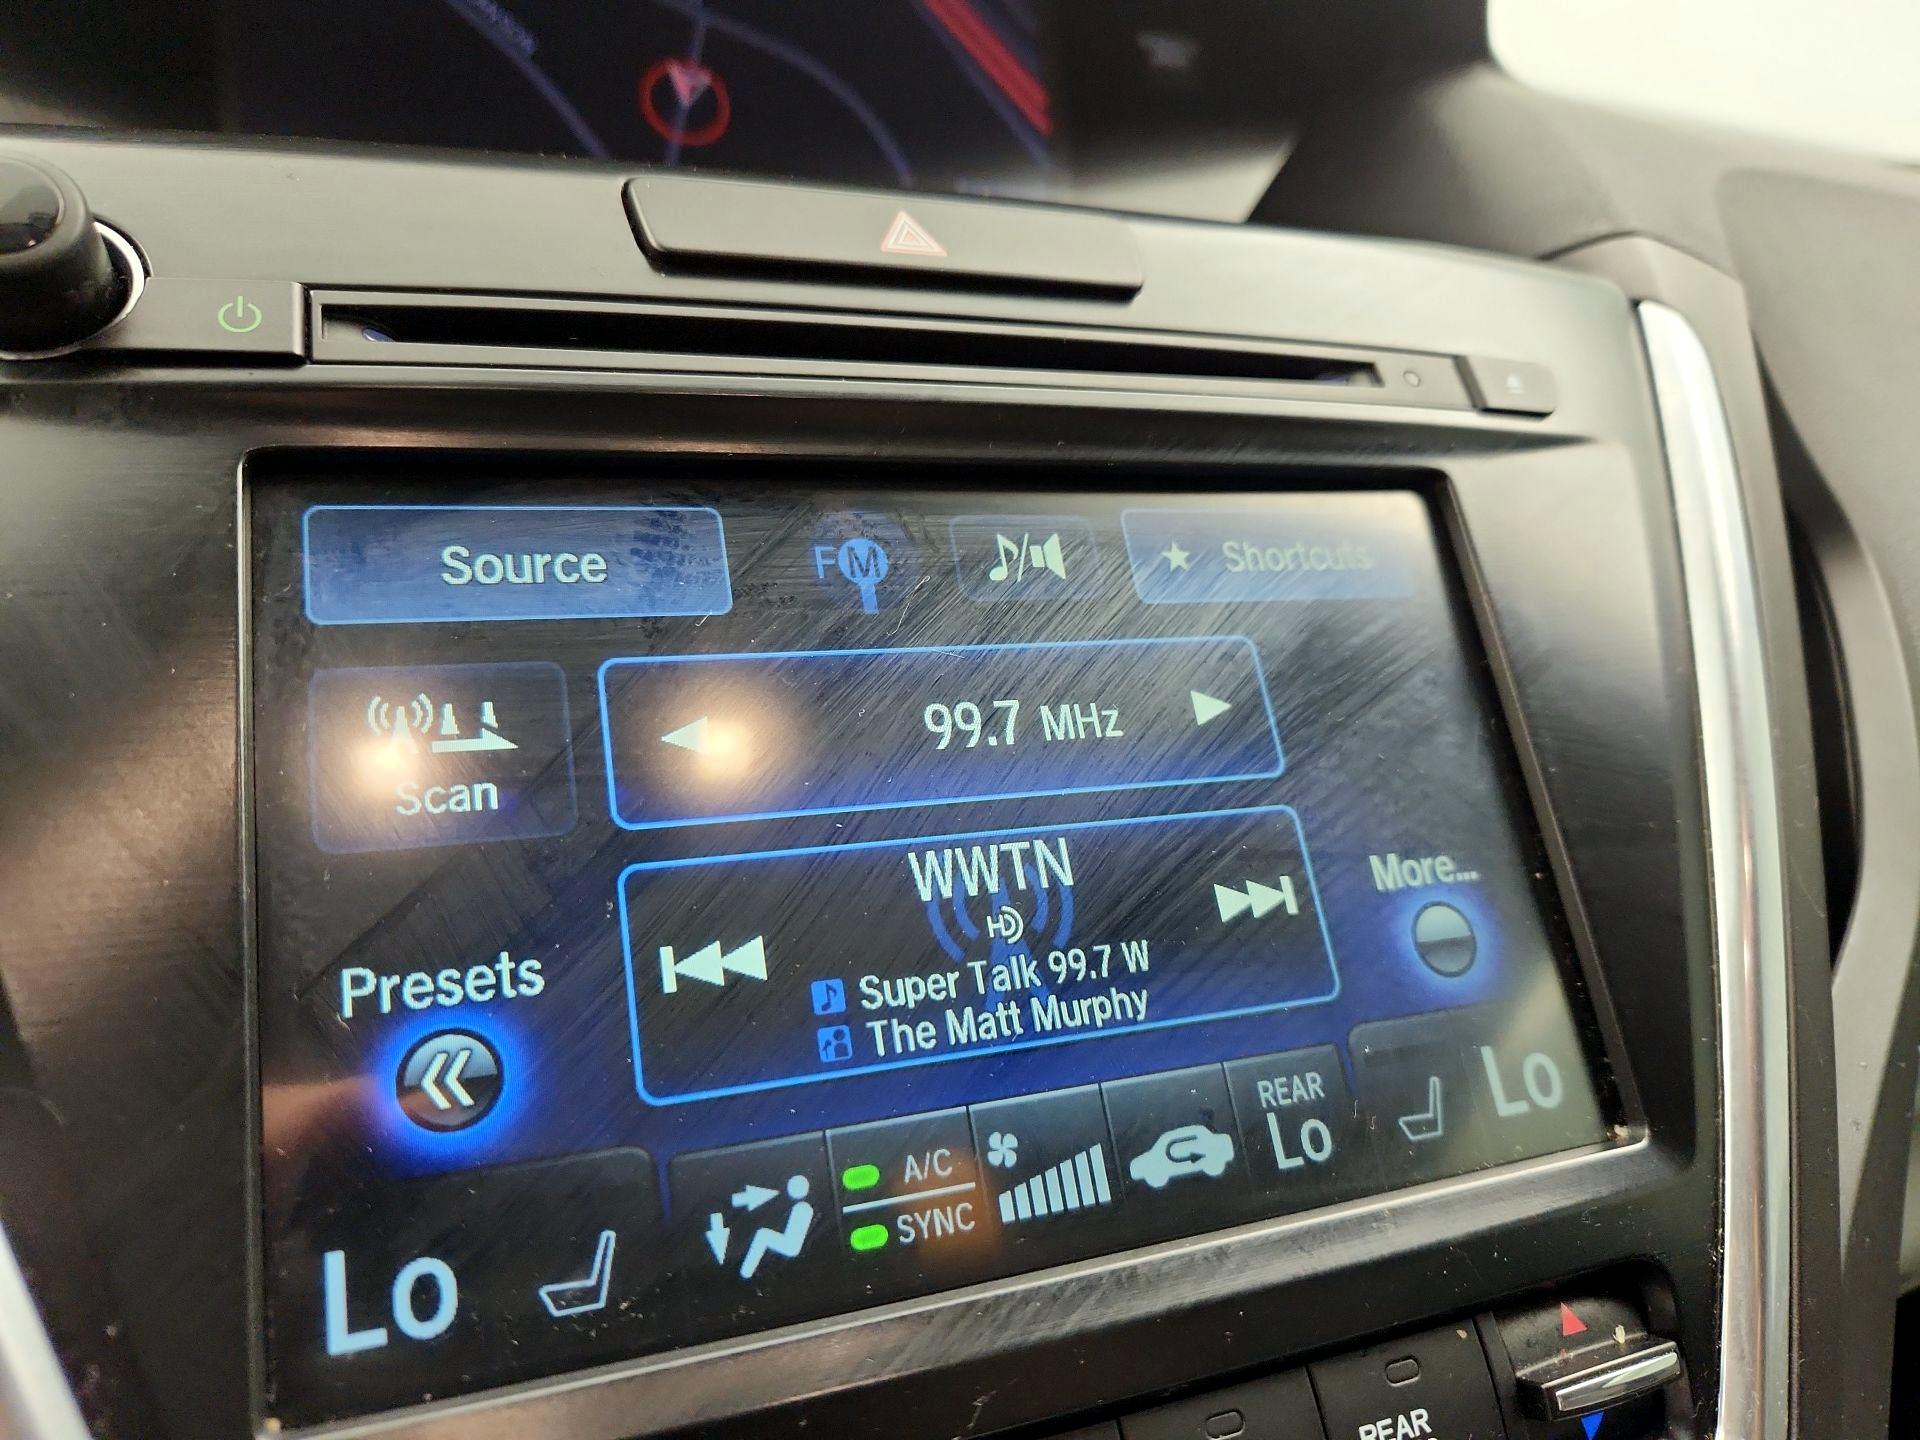 Source
FM
Shortcuts
Scan
99.7 MHz
WWTN
HD
Super Talk 99.7 W
The Matt Murphy
More...
Presets
Lo
A/C
SYNC
REAR
Lo
Lo
REAR